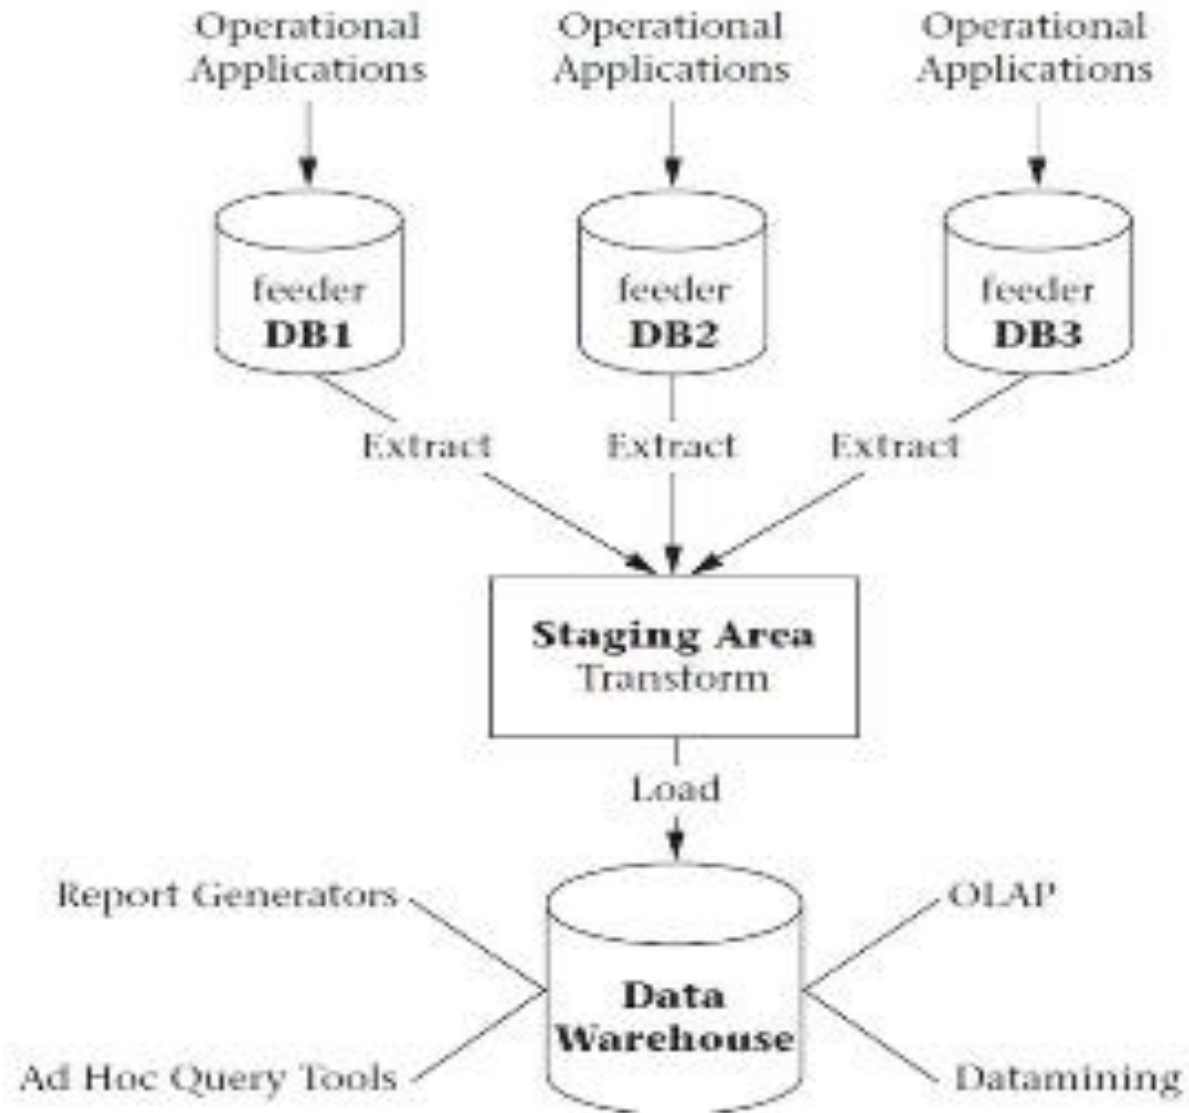 Operational
Applications
Operational
Applications
Operational
Applications
feeder
DB1
feeder
DB2
feeder
DB3
Extract
Extract
Extract
Staging Area
Transform
Load
Report Generators
OLAP
Data
Warehouse
Ad Hoc Query Tools
Datamining